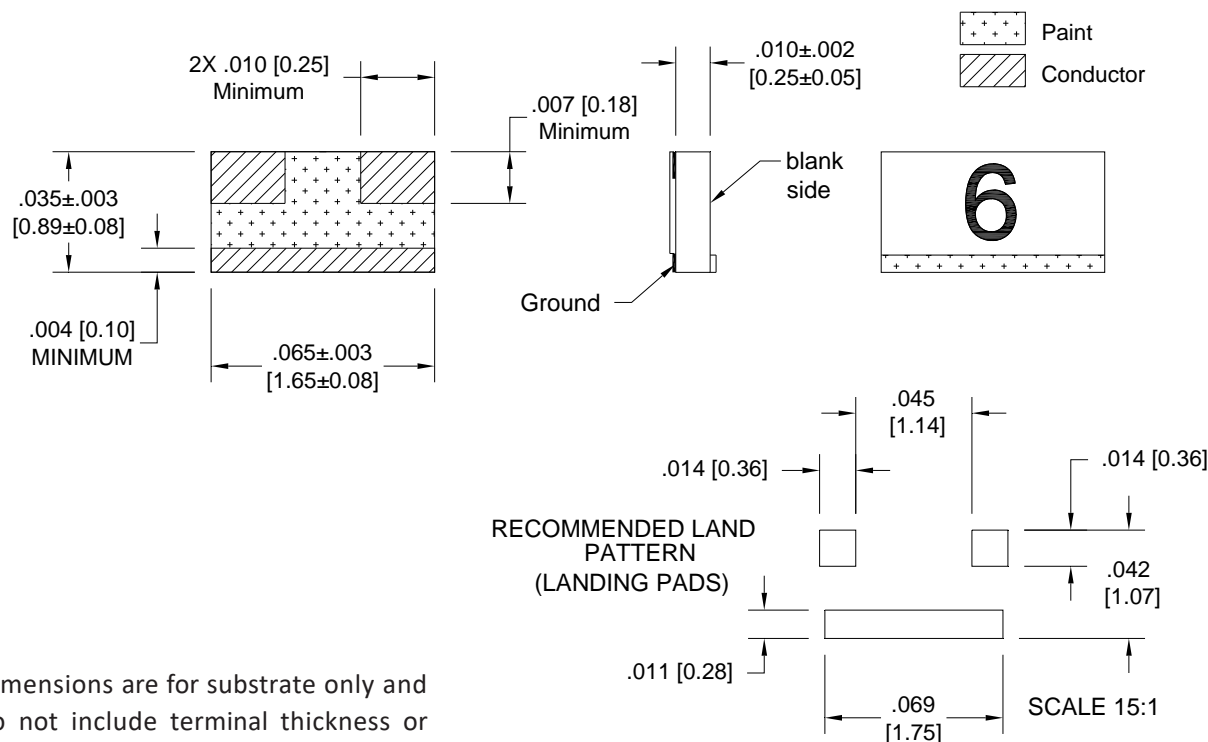 Paint
Conductor
2X .010 [0.25]
Minimum
.007 [0.18]
Minimum
.010±.002
[0.25±0.05]
.035±.003
[0.89±0.08]
.004 [0.10]
MINIMUM
.065±.003
[1.65±0.08]
blank
side
Ground
6
.045
[1.14]
.014 [0.36]
.014 [0.36]
RECOMMENDED LAND
PATTERN
(LANDING PADS)
.042
[1.07]
.011 [0.28]
.069
[1.75]
SCALE 15:1
mensions are for substrate only and
not include terminal thickness or